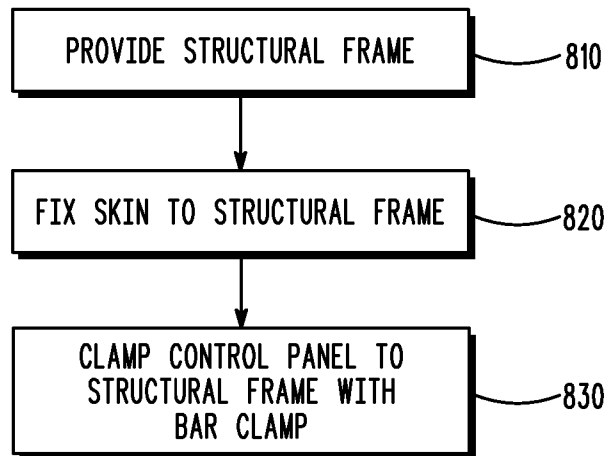 PROVIDE STRUCTURAL FRAME
810
FIX SKIN TO STRUCTURAL FRAME
820
CLAMP CONTROL PANEL TO
STRUCTURAL FRAME WITH
BAR CLAMP
830